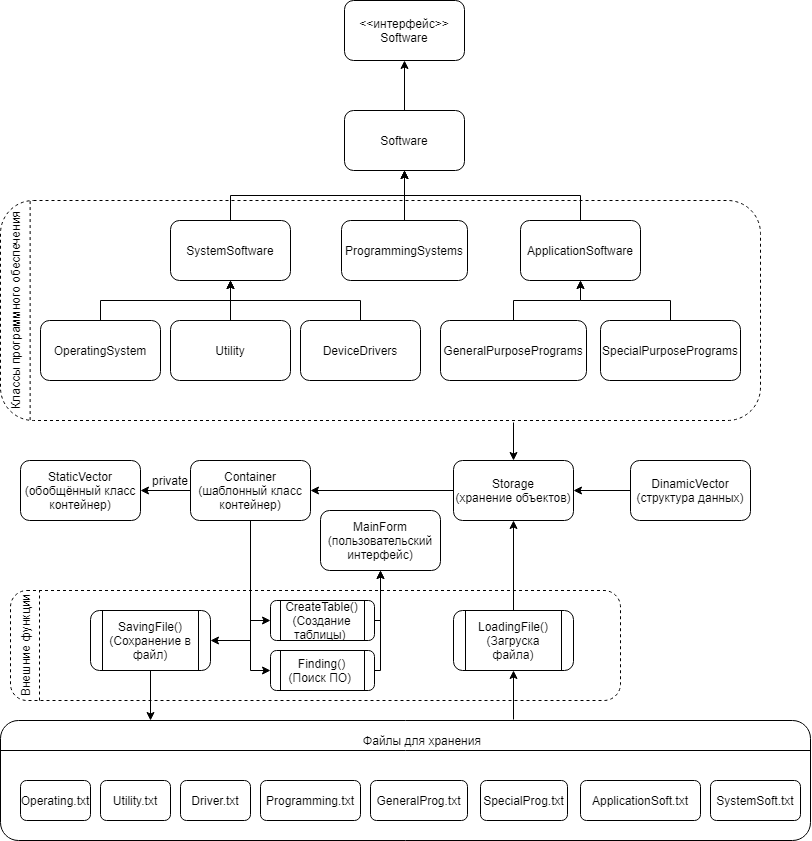 <<интерфейс>>
Software
Software
Классы программного обеспечения
SystemSoftware
ProgrammingSystems
ApplicationSoftware
OperatingSystem
Utility
DeviceDrivers
GeneralPurposePrograms
SpecialPurposePrograms
StaticVector
(обобщённый класс
контейнер)
private
Container
(шаблонный класс
контейнер)
Storage
(хранение объектов)
DinamicVector
(структура данных)
MainForm
(пользовательский
интерфейс)
Внешние функции
SavingFile()
(Сохранение в
файл)
CreateTable()
(Создание
таблицы)
Finding()
(Поиск ПО)
LoadingFile()
(Загруска
файла)
Файлы для хранения
Operating.txt
Utility.txt
Driver.txt
Programming.txt
GeneralProg.txt
SpecialProg.txt
ApplicationSoft.txt
SystemSoft.txt